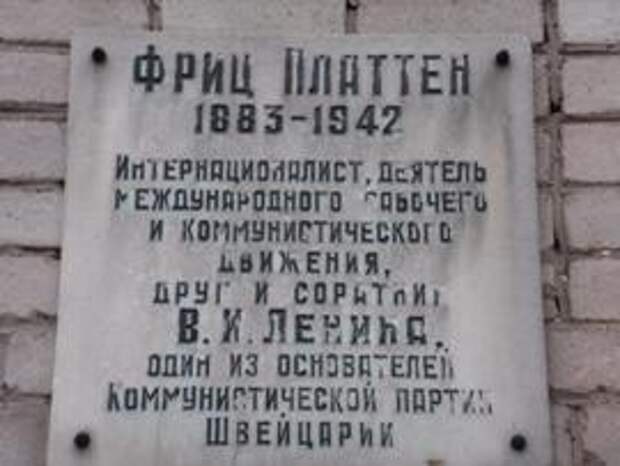 ФРИЦ ПЛАТТЕН
1883-1942
ИНТЕРНАЦИОНАЛИСТ, ДЕЯТЕЛЬ
МЕЖДУНАРОДНОГО РАБОЧЕГО
И КОММУНИСТИЧЕСКОГО
ДВИЖЕНИЯ,
ДРУГ И СОРАТНИК
В.И.ЛЕНИНА,
ОДИН ИЗ ОСНОВАТЕЛЕЙ
КОММУНИСТИЧЕСКОЙ ПАРТИИ
ШВЕЙЦАРИИ